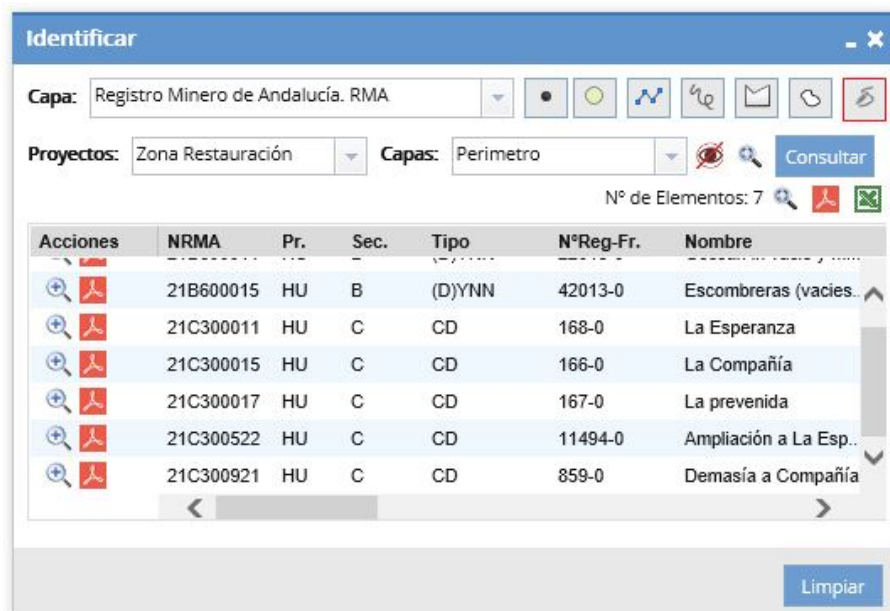 Identificar
Capa: Registro Minero de Andalucía. RMA
Proyectos: Zona Restauración Capas: Perimetro Consultar
Nº de Elementos: 7
Acciones NRMA Pr. Sec. Tipo NºReg-Fr. Nombre
21B600015 HU B (D)YNN 42013-0 Escombreras (vacies..
21C300011 HU C CD 168-0 La Esperanza
21C300015 HU C CD 166-0 La Compañía
21C300017 HU C CD 167-0 La prevenida
21C300522 HU C CD 11494-0 Ampliación a La Esp..
21C300921 HU C CD 859-0 Demasía a Compañía
Limpiar